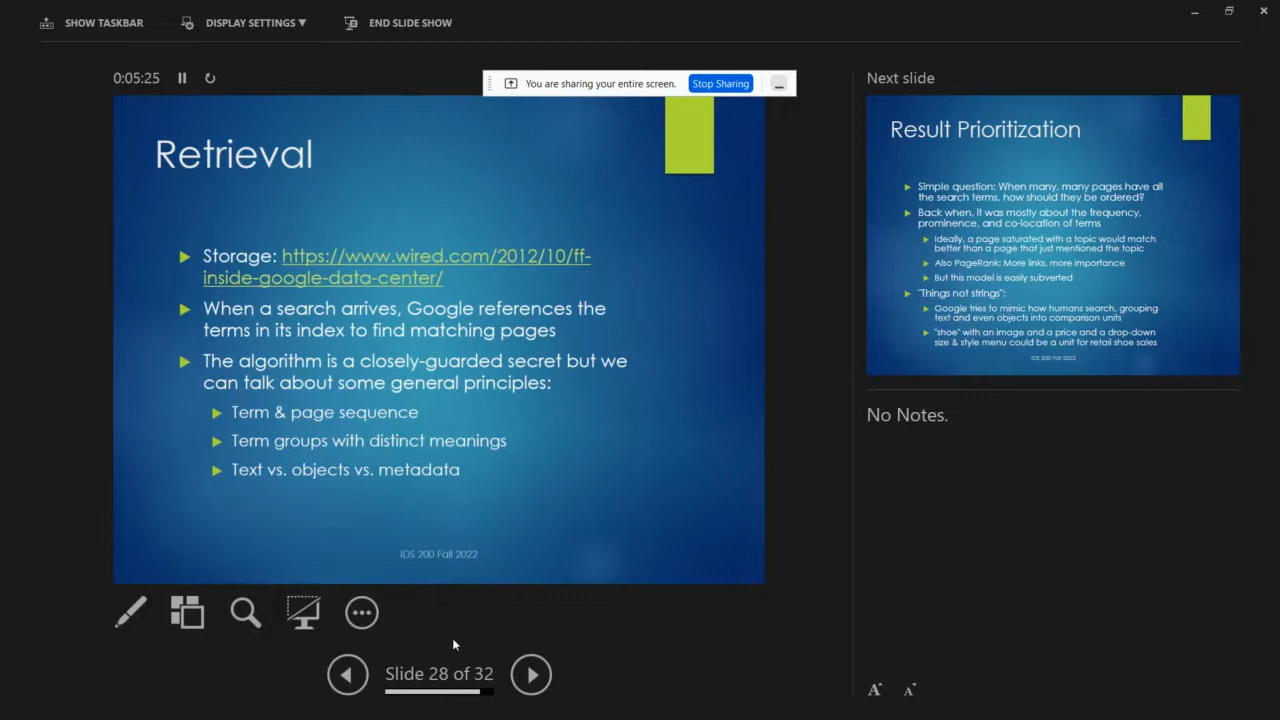 SHOW TASKBAR
DISPLAY SETTINGS ▼
END SLIDE SHOW
0:05:25
You are sharing your entire screen.
Stop Sharing
Retrieval
Storage: https://www.wired.com/2012/10/ff-
inside-google-data-center/
When a search arrives, Google references the
terms in its index to find matching pages
The algorithm is a closely-guarded secret but we
can talk about some general principles:
Term & page sequence
Term groups with distinct meanings
Text vs. objects vs. metadata
IDS 200 Fall 2022
Slide 28 of 32
Next slide
Result Prioritization
Simple question: When many, many pages have all
the search terms, how should they be ordered?
Back when, it was mostly about the frequency,
prominence, and co-location of terms
Ideally, a page saturated with a topic would match
better than a page that just mentioned the topic
Also PageRank: More links, more importance
But this model is easily subverted
"Things not strings":
Google tries to mimic how humans search, grouping
text and even objects into comparison units
"shoe" with an image and a price and a drop-down
size & style menu could be a unit for retail shoe sales
IDS 200 Fall 2022
No Notes.
A A